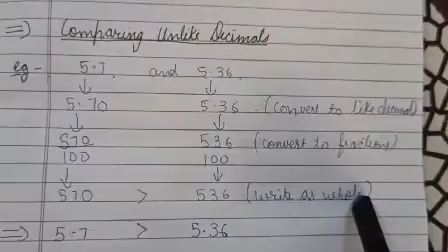 ⇒ Comparing Unlike Decimals
eg - 5.7 and 5.36
↓ ↓
5.70 5.36 (Convert to like decimal)
↓ ↓
570/100 536/100 (convert to fractions)
↓ ↓
570 > 536 (write as whole)
⇒ 5.7 > 5.36